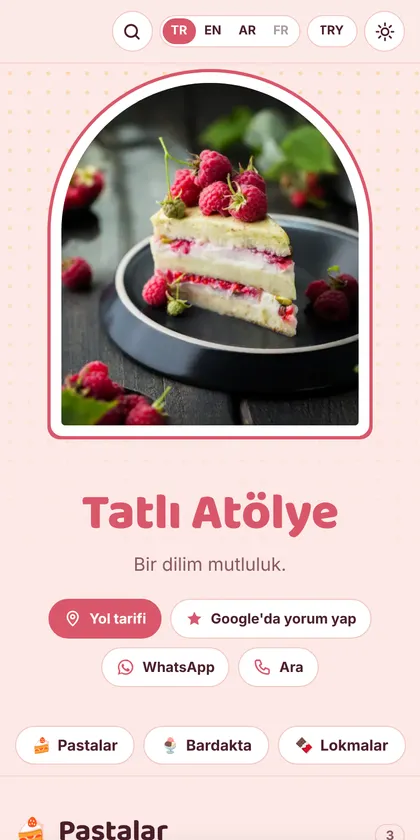 TR EN AR FR TRY
Tatlı Atölye
Bir dilim mutluluk.
Yol tarifi Google'da yorum yap
WhatsApp Ara
Pastalar Bardakta Lokmalar
Pastalar 3